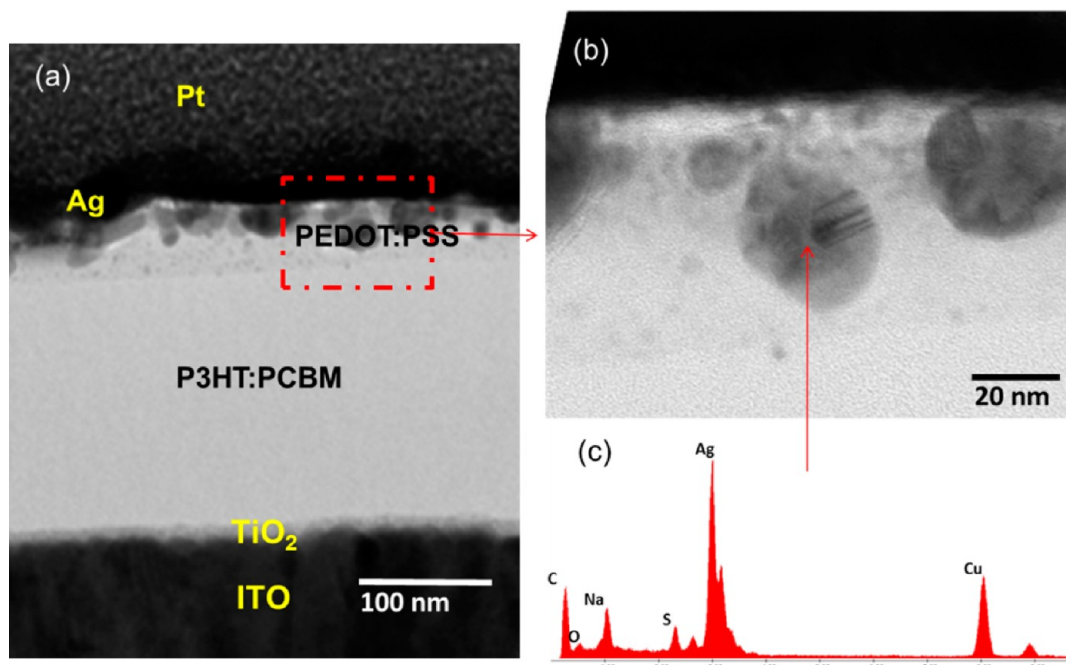 (a)
Pt
Ag
PEDOT:PSS
P3HT:PCBM
TiO₂
ITO
100 nm
(b)
20 nm
(c)
C
O
Na
S
Ag
Cu